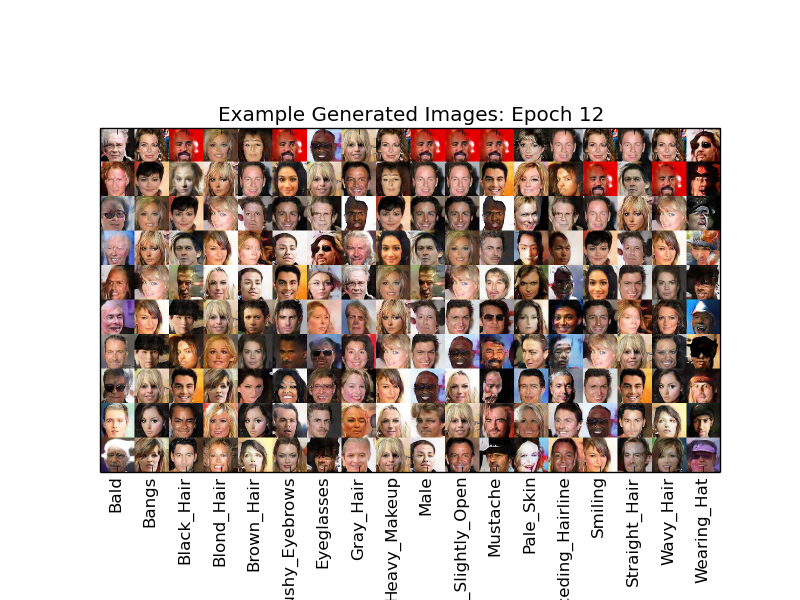 Example Generated Images: Epoch 12
Bald
Bangs
Black_Hair
Blond_Hair
Brown_Hair
ushy_Eyebrows
Eyeglasses
Gray_Hair
Heavy_Makeup
Male
_Slightly_Open
Mustache
Pale_Skin
ceding_Hairline
Smiling
Straight_Hair
Wavy_Hair
Wearing_Hat